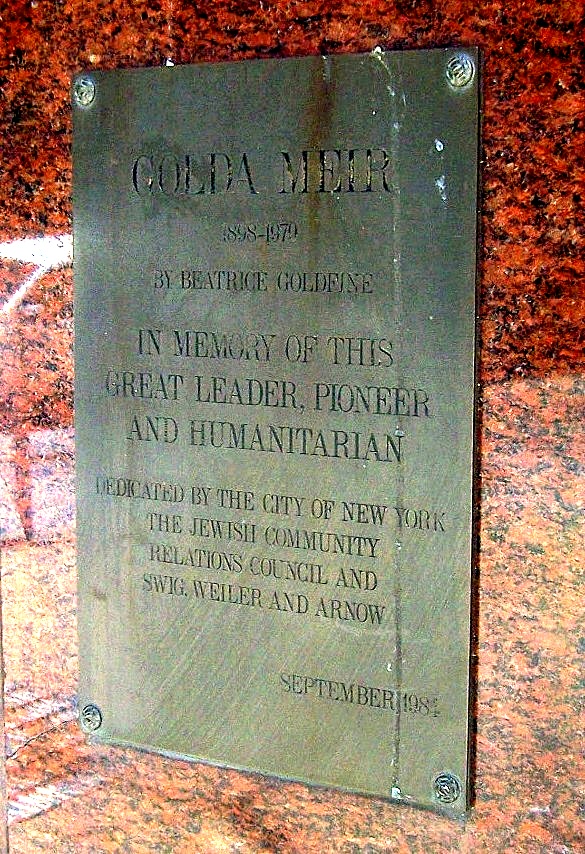 GOLDA MEIR
1898-1979
BY BEATRICE GOLDFINE
IN MEMORY OF THIS
GREAT LEADER, PIONEER
AND HUMANITARIAN
DEDICATED BY THE CITY OF NEW YORK
THE JEWISH COMMUNITY
RELATIONS COUNCIL AND
SWIG, WEILER AND ARNOW
SEPTEMBER 1984